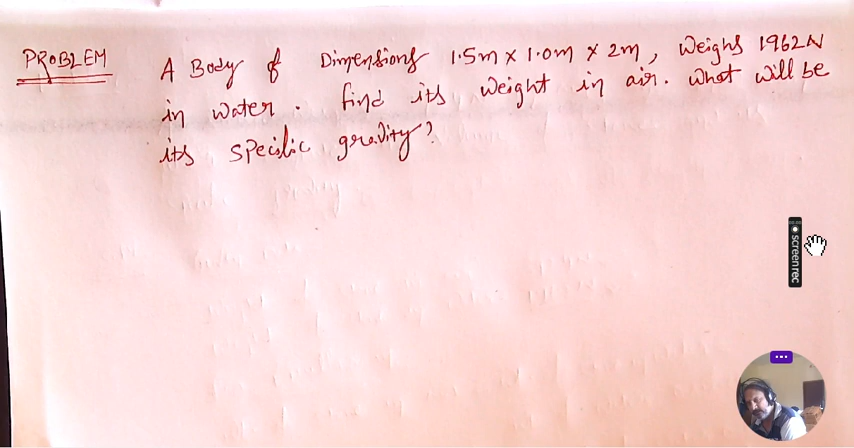 PROBLEM A Body of Dimensions 1.5m x 1.0m x 2m, Weighs 1962N
in water. find its weight in air. what will be
its specific gravity?
screenrec